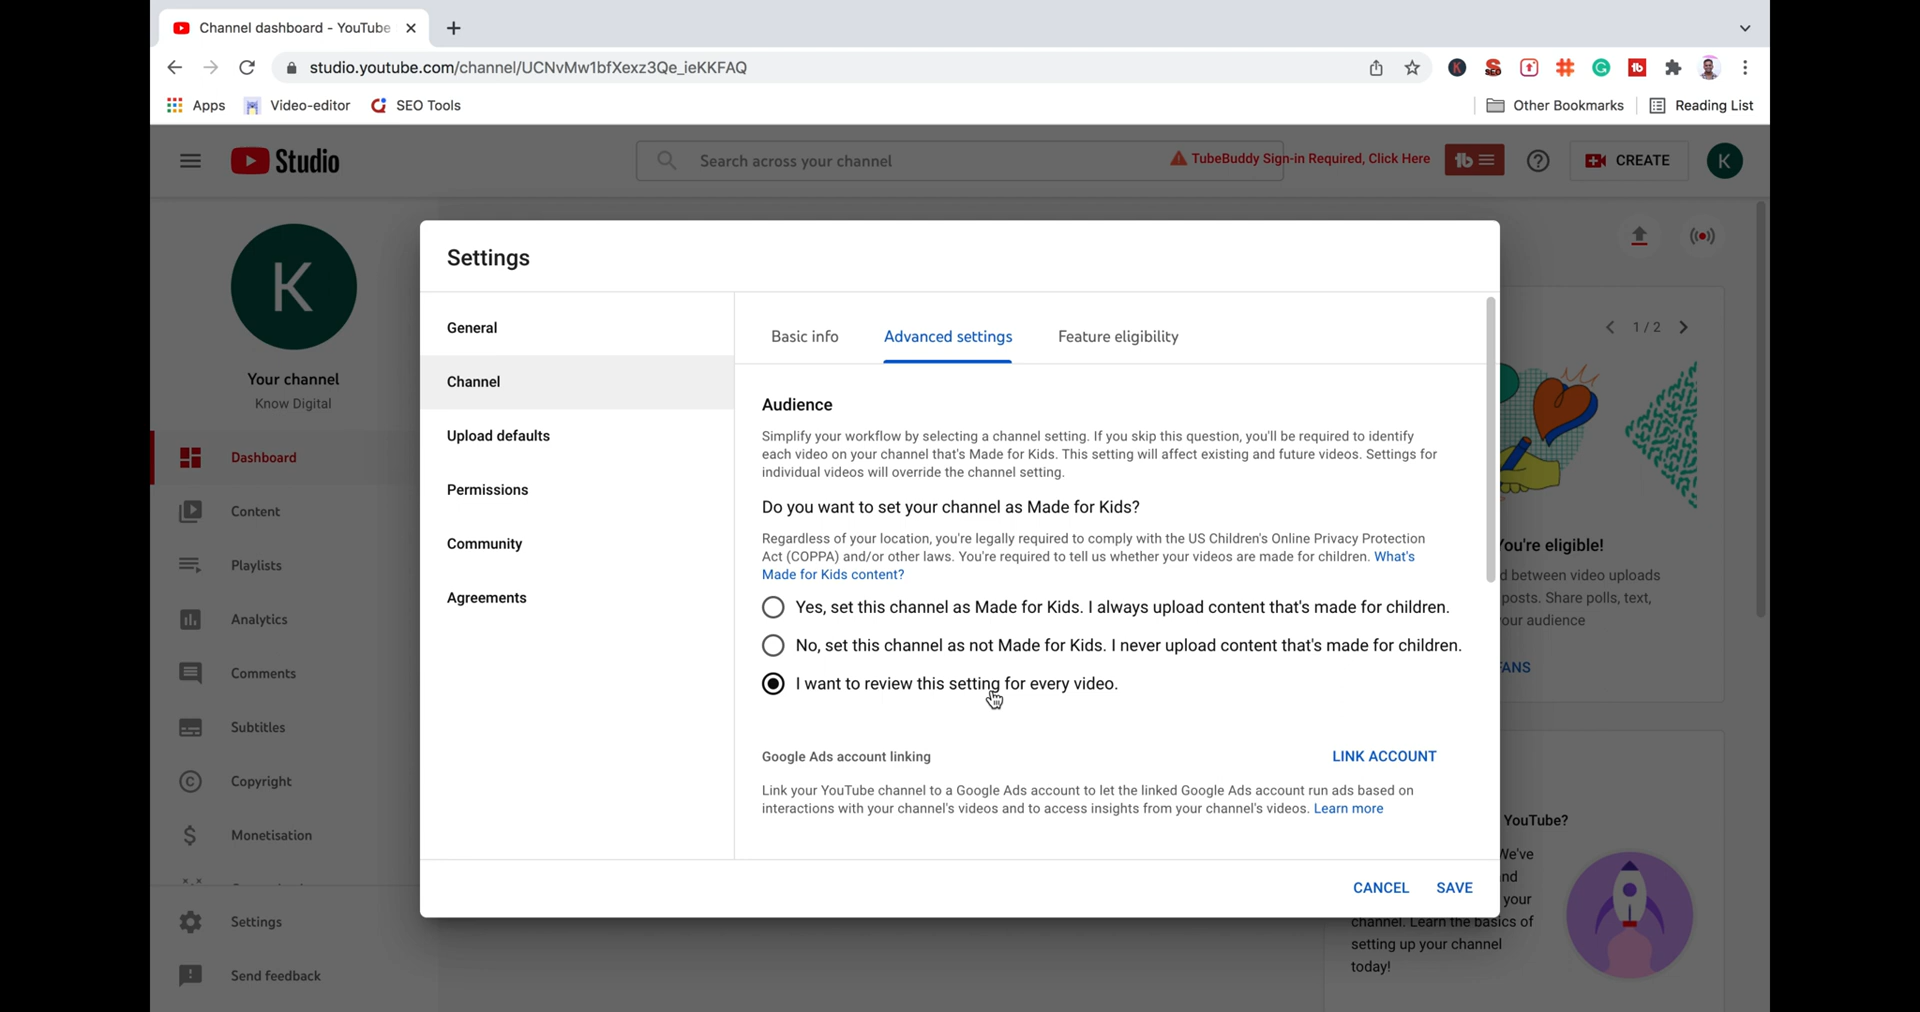 Channel dashboard - YouTube
studio.youtube.com/channel/UCNvMw1bfXexz3Qe_ieKKFAQ
Apps Video-editor SEO Tools Other Bookmarks Reading List
Studio
Search across your channel
TubeBuddy Sign-in Required, Click Here
tb
CREATE
K
K
Your channel
Know Digital
Dashboard
Content
Playlists
Analytics
Comments
Subtitles
Copyright
Monetisation
Settings
Send feedback
Settings
General
Channel
Upload defaults
Permissions
Community
Agreements
Basic info Advanced settings Feature eligibility
Audience
Simplify your workflow by selecting a channel setting. If you skip this question, you'll be required to identify
each video on your channel that's Made for Kids. This setting will affect existing and future videos. Settings for
individual videos will override the channel setting.
Do you want to set your channel as Made for Kids?
Regardless of your location, you're legally required to comply with the US Children's Online Privacy Protection
Act (COPPA) and/or other laws. You're required to tell us whether your videos are made for children. What's
Made for Kids content?
Yes, set this channel as Made for Kids. I always upload content that's made for children.
No, set this channel as not Made for Kids. I never upload content that's made for children.
I want to review this setting for every video.
Google Ads account linking LINK ACCOUNT
Link your YouTube channel to a Google Ads account to let the linked Google Ads account run ads based on
interactions with your channel's videos and to access insights from your channel's videos. Learn more
CANCEL SAVE
1 / 2
You're eligible!
d between video uploads
posts. Share polls, text,
our audience
FANS
YouTube?
We've
nd
your
channel. Learn the basics of
setting up your channel
today!